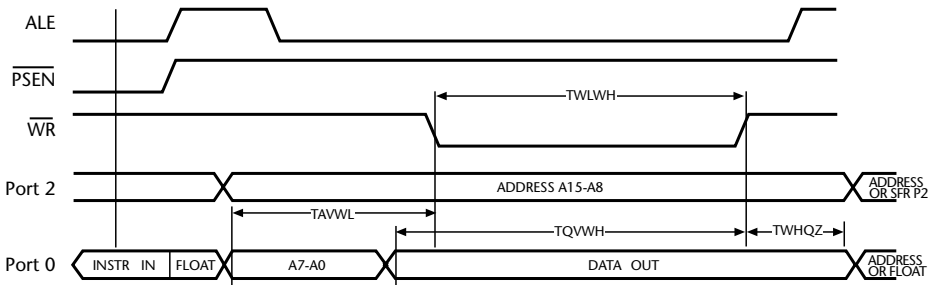 ALE
PSEN
TWLWH
WR
Port 2
ADDRESS A15-A8
ADDRESS
OR SFR P2
TAVWL
TQVWH
TWHQZ
Port 0
INSTR IN
FLOAT
A7-A0
DATA OUT
ADDRESS
OR FLOAT